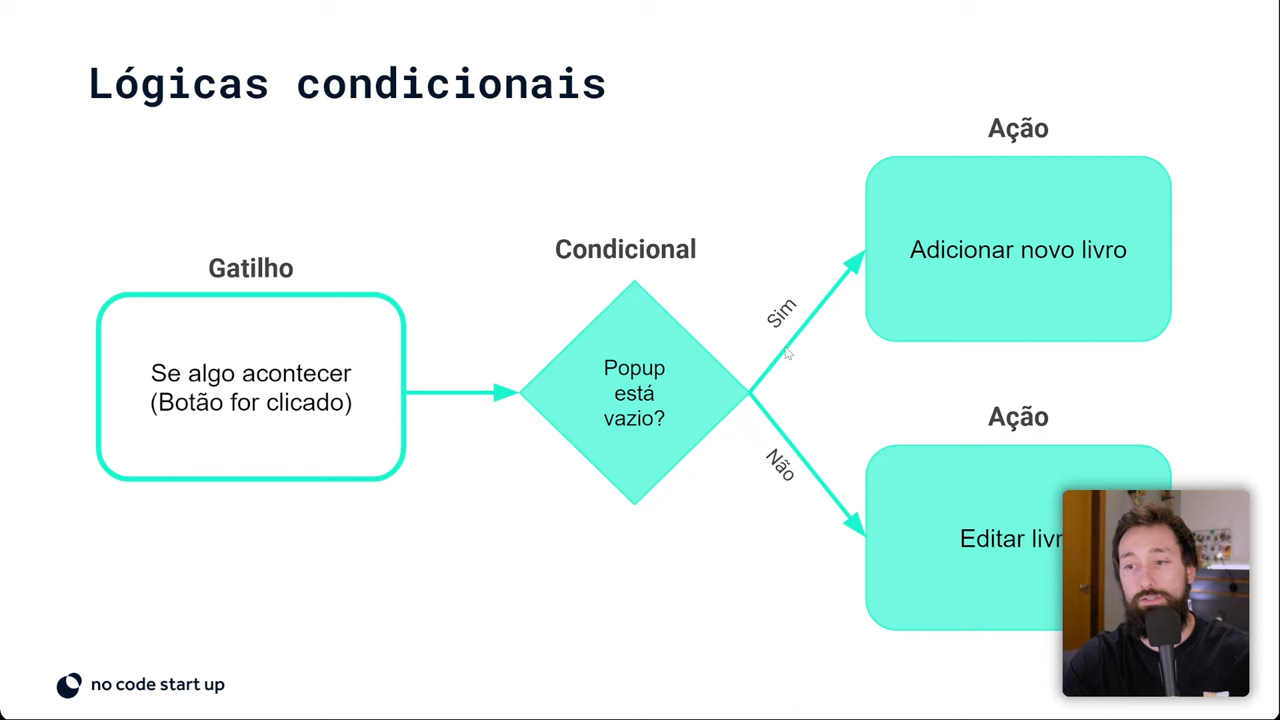 Lógicas condicionais
Gatilho
Se algo acontecer
(Botão for clicado)
Condicional
Popup
está
vazio?
Sim
Não
Ação
Adicionar novo livro
Ação
Editar
no code start up